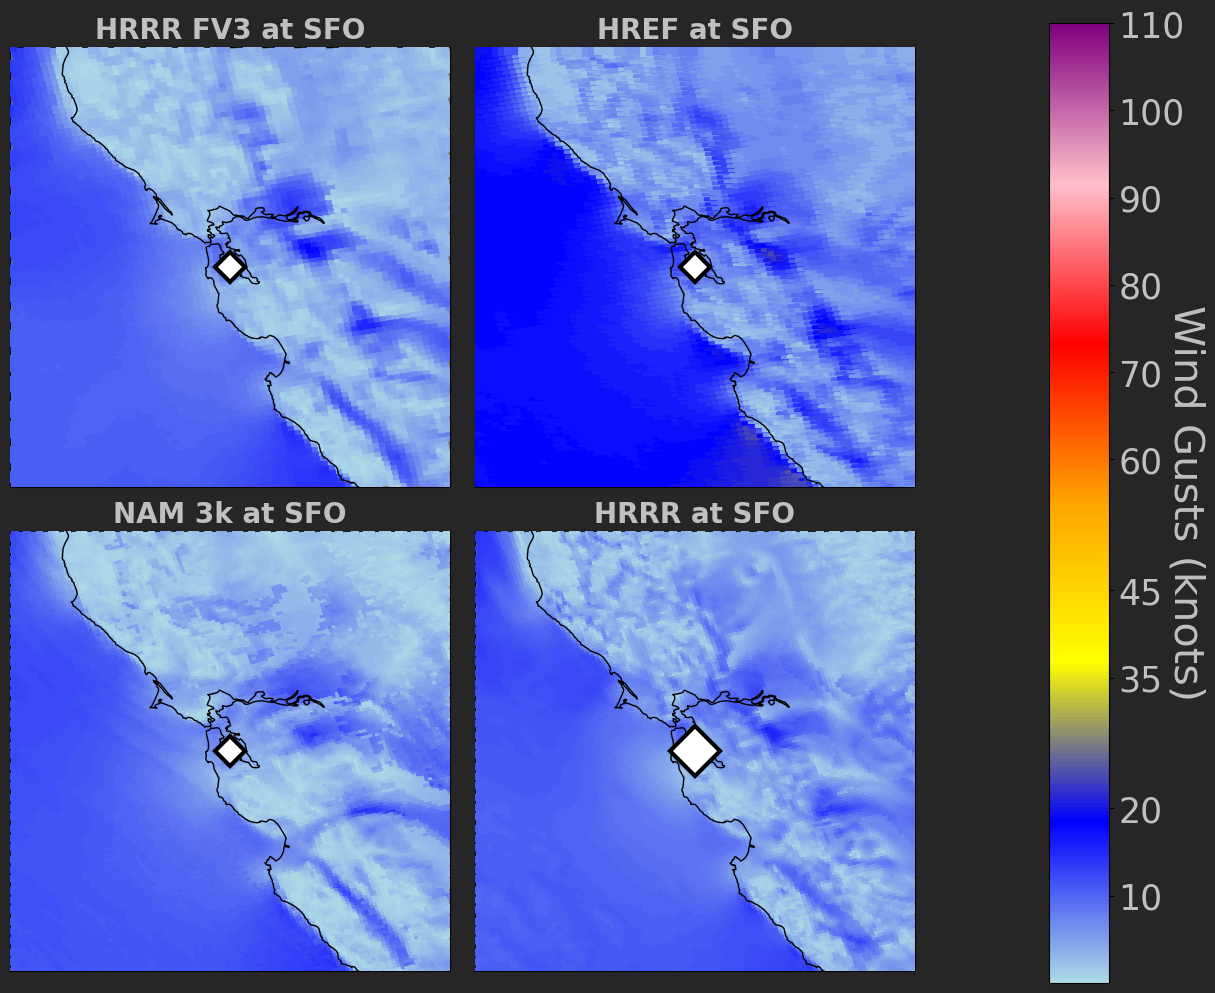 HRRR FV3 at SFO
HREF at SFO
NAM 3k at SFO
HRRR at SFO
110
100
90
80
70
60
45
35
20
10
Wind Gusts (knots)